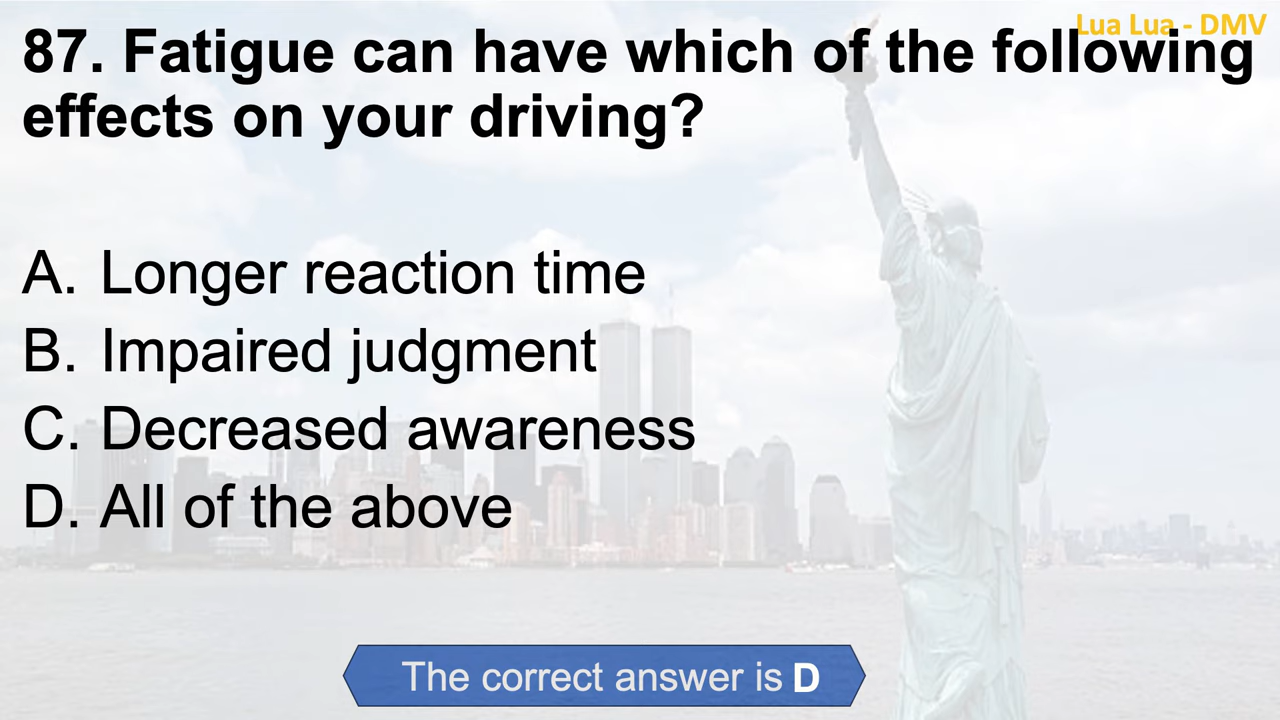 Lua Lua - DMV
87. Fatigue can have which of the following
effects on your driving?
A. Longer reaction time
B. Impaired judgment
C. Decreased awareness
D. All of the above
The correct answer is D